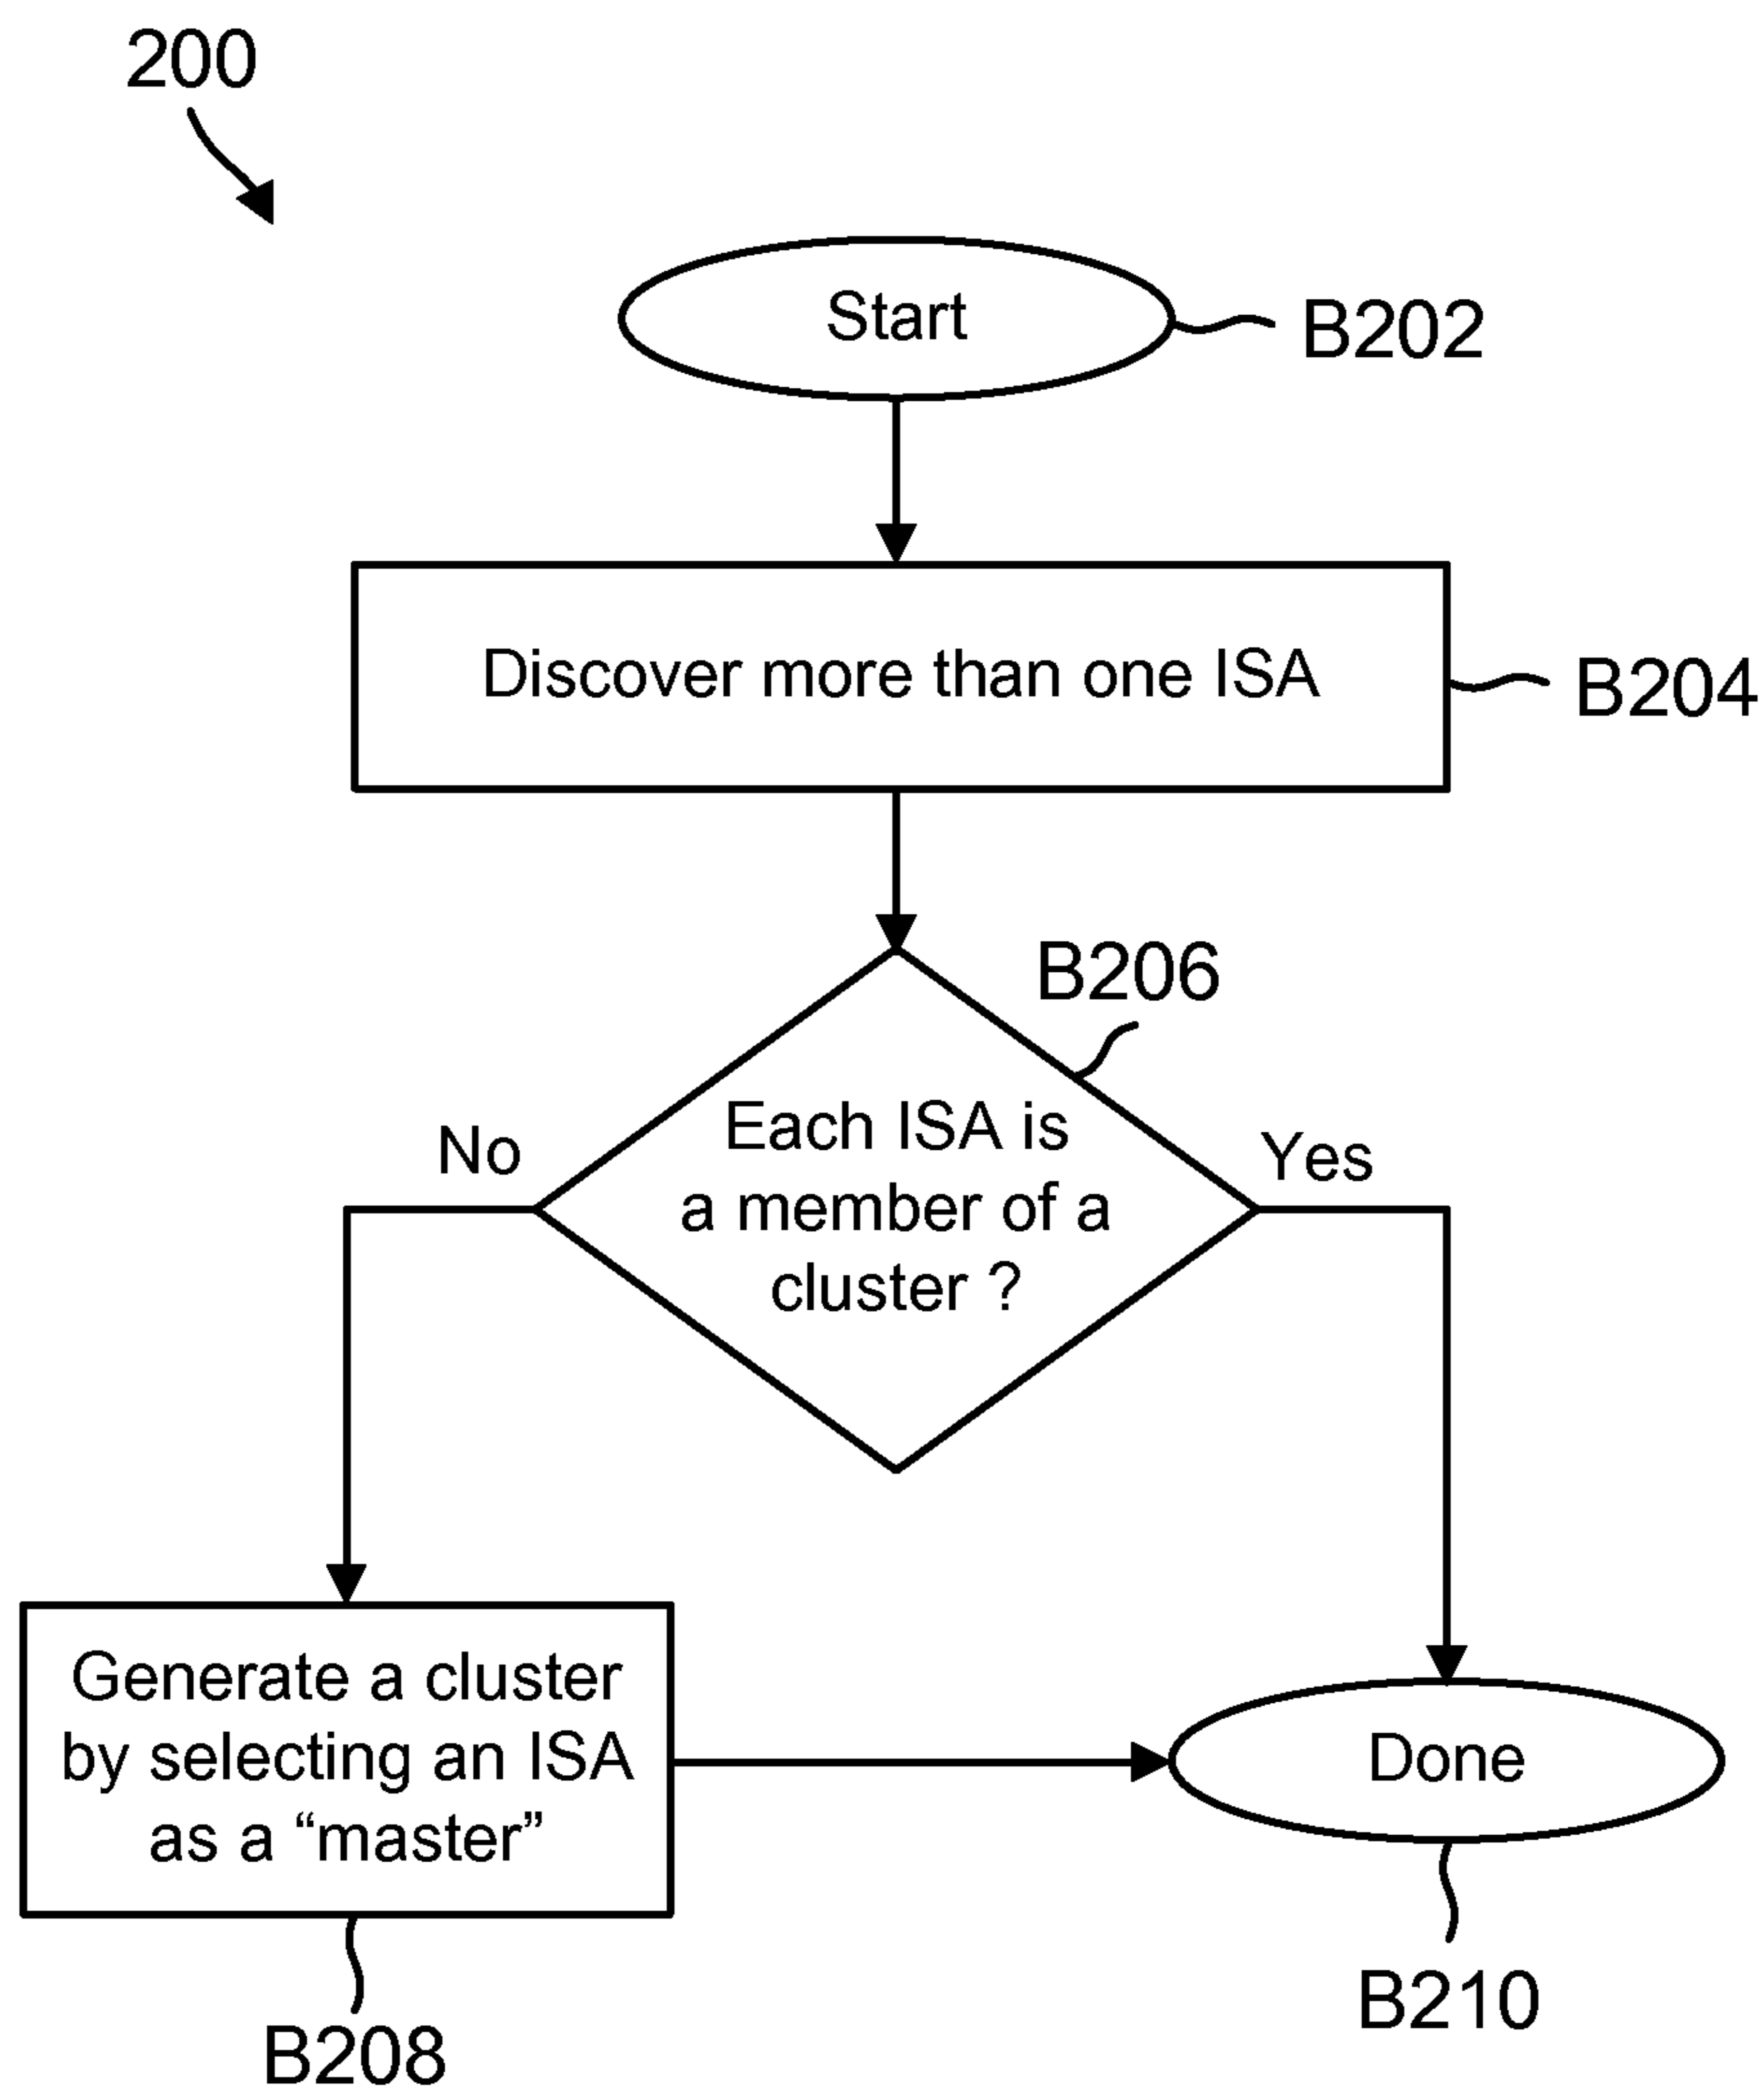 200
Start
B202
Discover more than one ISA
B204
B206
Each ISA is
a member of a
cluster ?
No
Yes
Generate a cluster
by selecting an ISA
as a “master”
Done
B208
B210